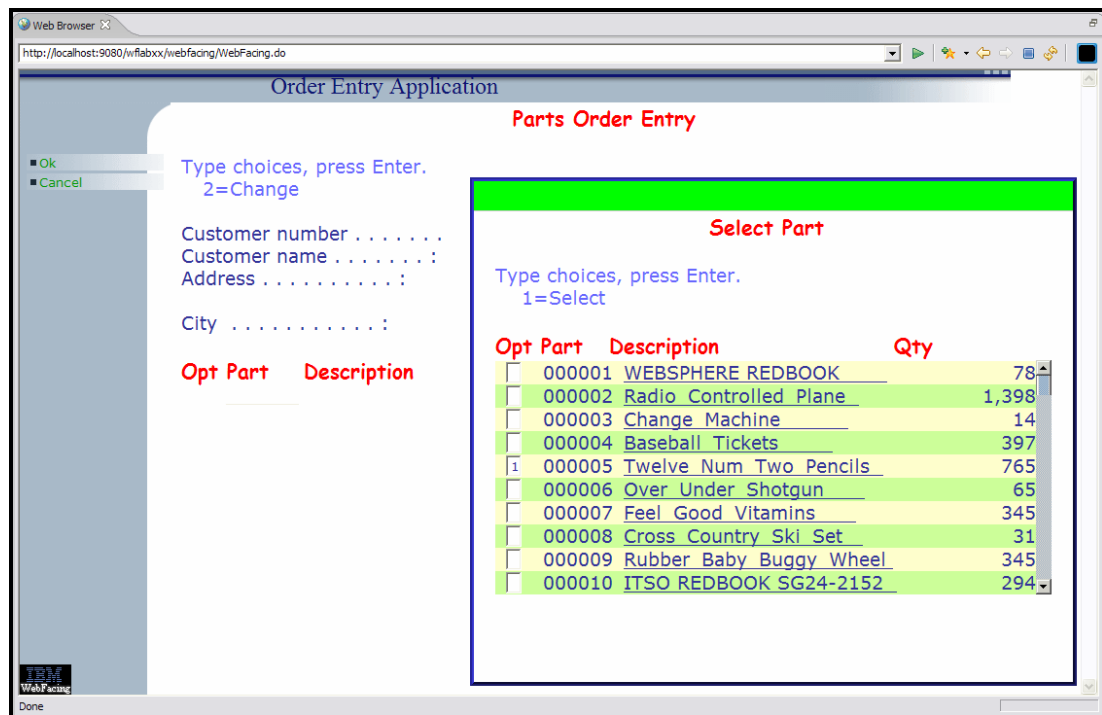 Web Browser
http://localhost:9080/wflabxx/webfacing/WebFacing.do
Order Entry Application
Parts Order Entry
Ok
Cancel
Type choices, press Enter.
2=Change
Customer number . . . . . . .
Customer name . . . . . . . :
Address . . . . . . . . . . :
City . . . . . . . . . . . :
Opt Part Description
Select Part
Type choices, press Enter.
1=Select
Opt Part Description Qty
000001 WEBSPHERE REDBOOK 78
000002 Radio Controlled Plane 1,398
000003 Change Machine 14
000004 Baseball Tickets 397
1 000005 Twelve Num Two Pencils 765
000006 Over Under Shotgun 65
000007 Feel Good Vitamins 345
000008 Cross Country Ski Set 31
000009 Rubber Baby Buggy Wheel 345
000010 ITSO REDBOOK SG24-2152 294
IBM
WebFacing
Done